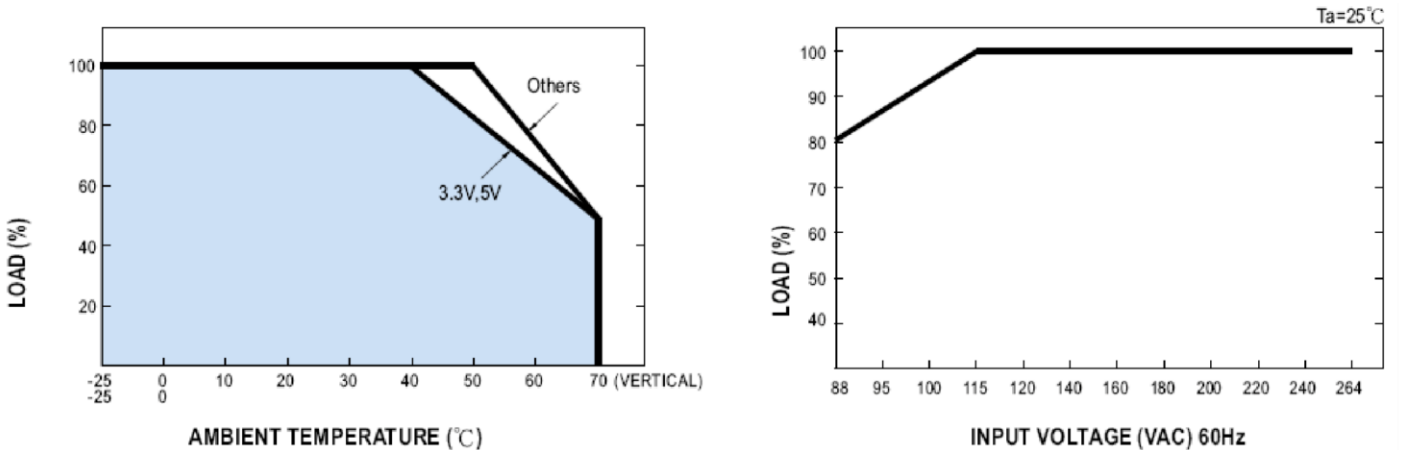 100
80
60
40
20
LOAD (%)
Others
3.3V,5V
-25 0 10 20 30 40 50 60 70 (VERTICAL)
-25 0
AMBIENT TEMPERATURE (℃)
Ta=25℃
100
90
80
70
60
50
40
LOAD (%)
88 95 100 115 120 140 160 180 200 220 240 264
INPUT VOLTAGE (VAC) 60Hz